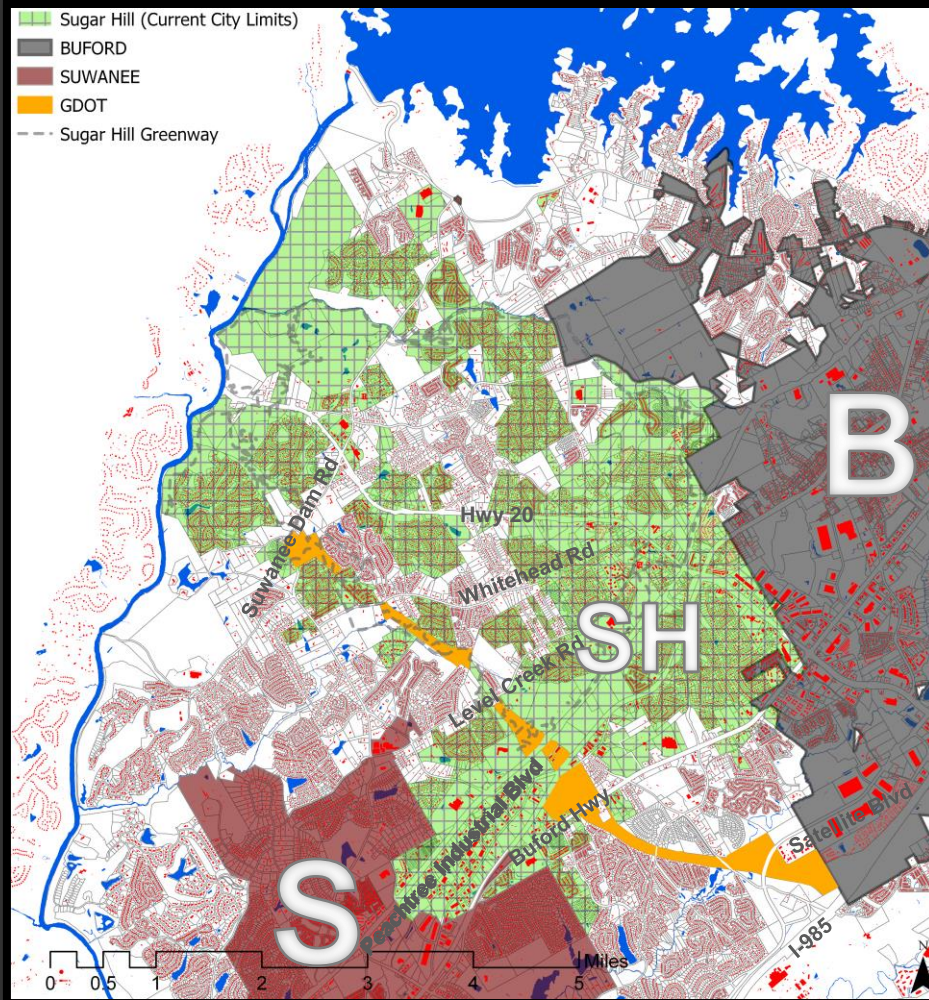 Sugar Hill (Current City Limits)
BUFORD
SUWANEE
GDOT
Sugar Hill Greenway
B
Suwanee Dam Rd
Hwy 20
Whitehead Rd
SH
Level Creek Rd
Peachtree Industrial Blvd
Buford Hwy
Satellite Blvd
S
I-985
Miles
0 0.5 1 2 3 4 5
N